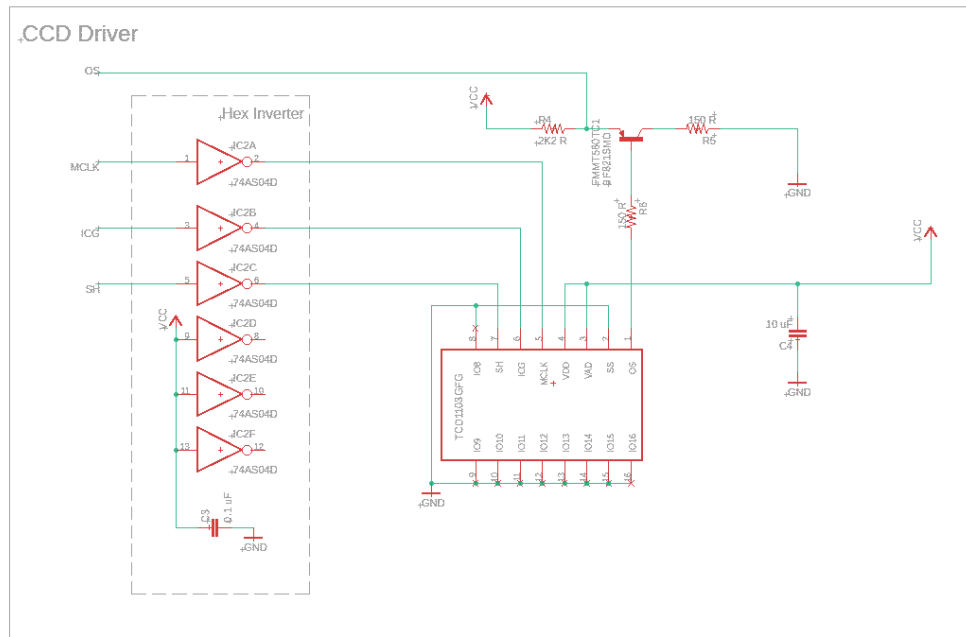 CCD Driver
OS
Hex Inverter
VCC
R4
2K2 R
FMMT560TC1
150 R
R5
GND
MCLK
1
IC2A
2
74AS04D
ICG
3
IC2B
4
74AS04D
SH
5
IC2C
6
74AS04D
VCC
9
IC2D
8
74AS04D
11
IC2E
10
74AS04D
13
IC2F
12
74AS04D
C3
0.1 uF
GND
150 R
R6
VCC
10 uF
C4
GND
8 7 6 5 4 3 2 1
IO8 SH ICG MCLK VDD VAD SS OS
TCD1103GFG
IO9 IO10 IO11 IO12 IO13 IO14 IO15 IO16
9 10 11 12 13 14 15 16
GND